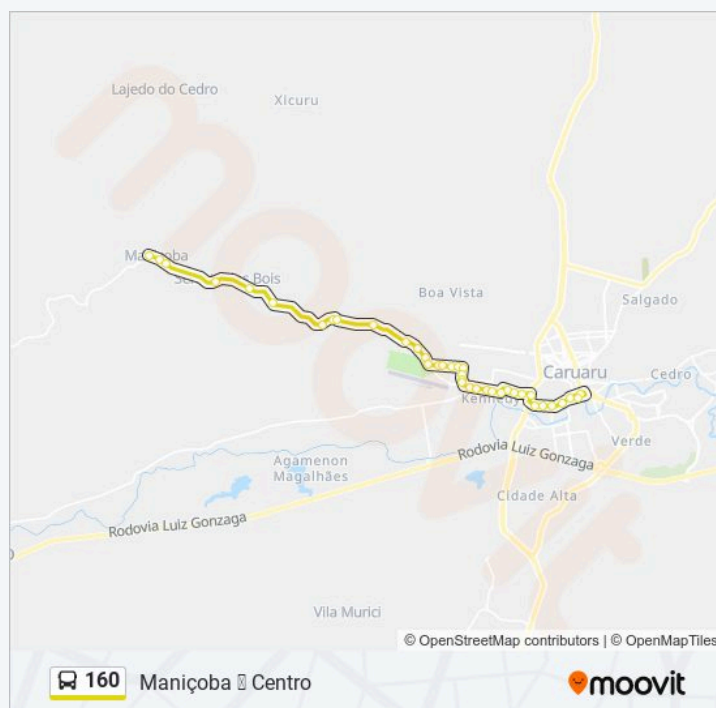 Lajedo do Cedro
Xicuru
Boa Vista
Salgado
Caruaru
Cedro
Verde
Rodovia Luiz Gonzaga
Agamenon
Magalhães
Cidade Alta
Rodovia Luiz Gonzaga
Vila Murici
© OpenStreetMap contributors | © OpenMapTiles
160 Maniçoba Centro
moovit